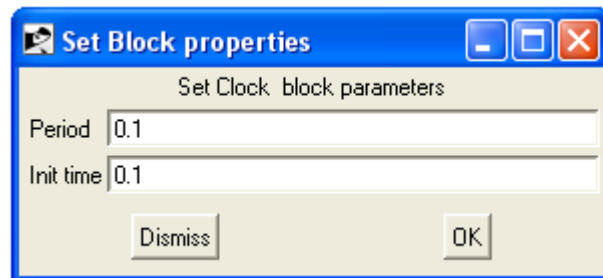 Set Block properties
Set Clock block parameters
Period 0.1
Init time 0.1
Dismiss OK